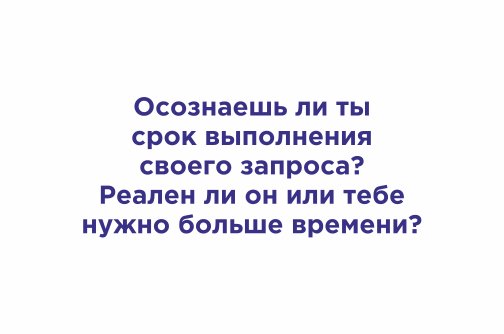 Осознаешь ли ты
срок выполнения
своего запроса?
Реален ли он или тебе
нужно больше времени?